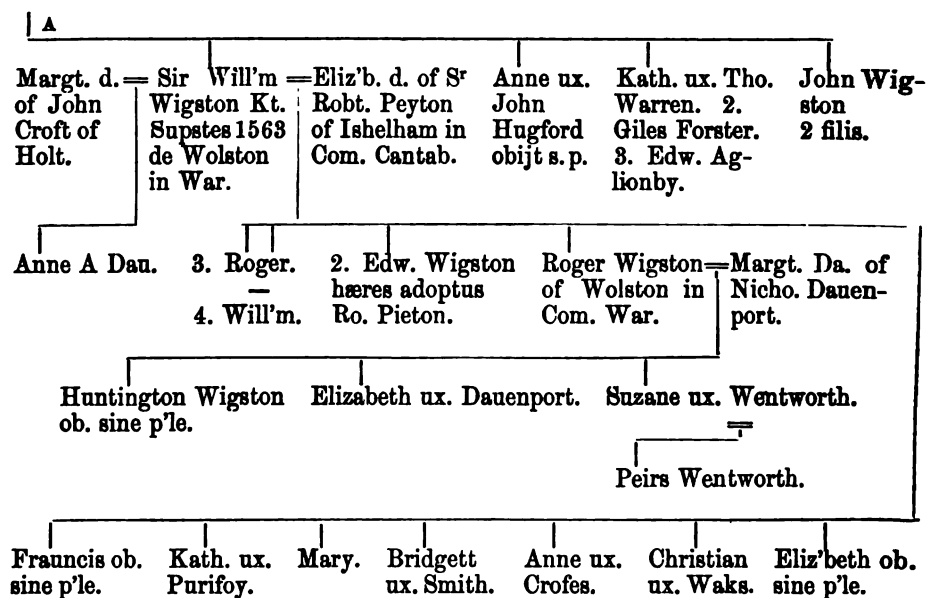 A
Margt. d. = Sir Will'm = Eliz'b. d. of Sʳ
of John Wigston Kt. Robt. Peyton
Croft of Supstes 1563 of Ishelham in
Holt. de Wolston Com. Cantab.
in War.
Anne ux.
John
Hugford
obijt s. p.
Kath. ux. Tho.
Warren. 2.
Giles Forster.
3. Edw. Ag-
lionby.
John Wig-
ston
2 filis.
Anne A Dau.
3. Roger.
—
4. Will'm.
2. Edw. Wigston
hæres adoptus
Ro. Pieton.
Roger Wigston = Margt. Da. of
of Wolston in Nicho. Dauen-
Com. War. port.
Huntington Wigston
ob. sine p'le.
Elizabeth ux. Dauenport.
Suzane ux. Wentworth.
Peirs Wentworth.
Frauncis ob.
sine p'le.
Kath. ux.
Purifoy.
Mary.
Bridgett
ux. Smith.
Anne ux.
Crofes.
Christian
ux. Waks.
Eliz'beth ob.
sine p'le.